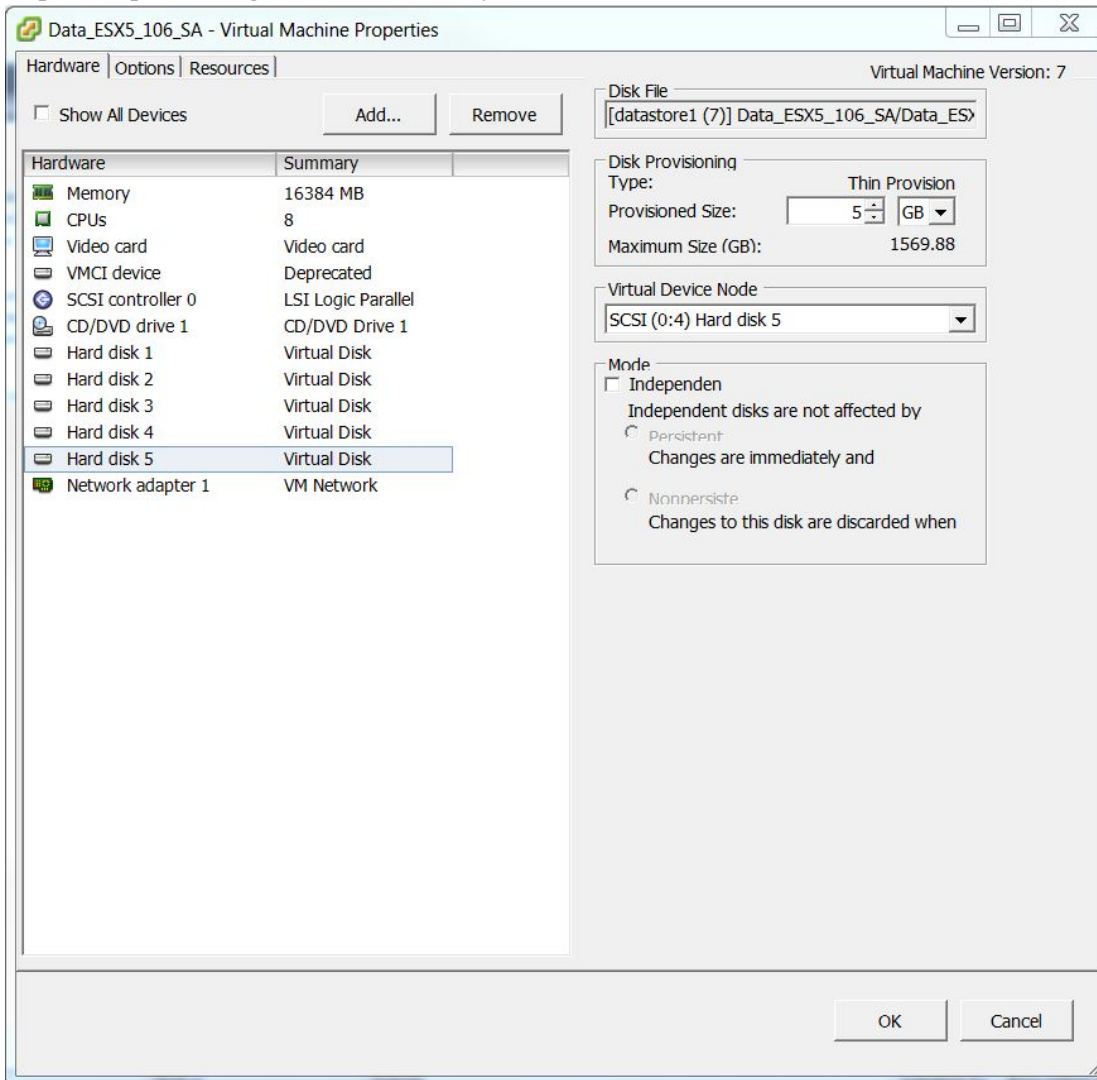 Data_ESX5_106_SA - Virtual Machine Properties
Hardware Options Resources
Virtual Machine Version: 7
Show All Devices
Add...
Remove
Hardware Summary
Memory 16384 MB
CPUs 8
Video card Video card
VMCI device Deprecated
SCSI controller 0 LSI Logic Parallel
CD/DVD drive 1 CD/DVD Drive 1
Hard disk 1 Virtual Disk
Hard disk 2 Virtual Disk
Hard disk 3 Virtual Disk
Hard disk 4 Virtual Disk
Hard disk 5 Virtual Disk
Network adapter 1 VM Network
Disk File
[datastore1 (7)] Data_ESX5_106_SA/Data_ES
Disk Provisioning
Type: Thin Provision
Provisioned Size: 5 GB
Maximum Size (GB): 1569.88
Virtual Device Node
SCSI (0:4) Hard disk 5
Mode
Independen
Independent disks are not affected by
Persistent
Changes are immediately and
Nonpersiste
Changes to this disk are discarded when
OK
Cancel